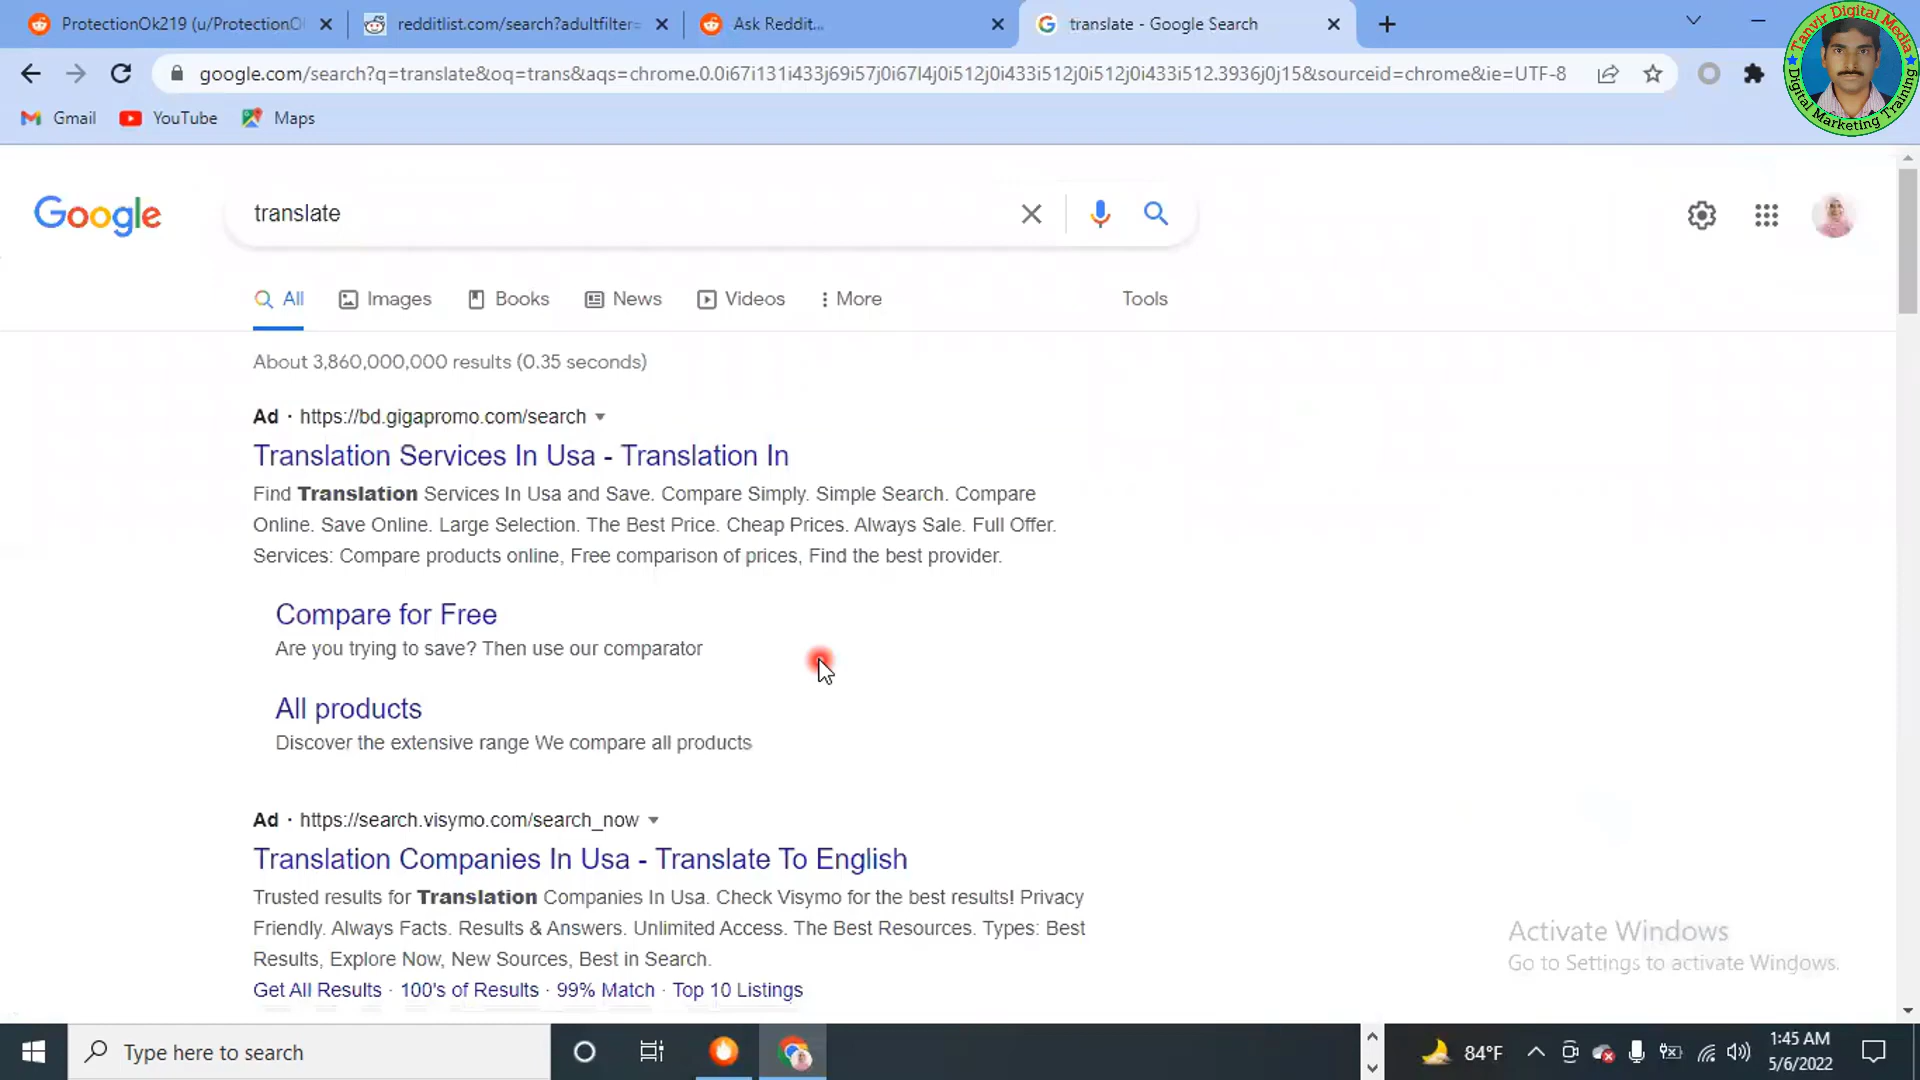 ProtectionOk219 (u/ProtectionO
redditlist.com/search?adultfilter=
Ask Reddit...
translate - Google Search
google.com/search?q=translate&oq=trans&aqs=chrome.0.0i67i131i433j69i57j0i67l4j0i512j0i433i512j0i512j0i433i512.3936j0j15&sourceid=chrome&ie=UTF-8
Gmail
YouTube
Maps
Tanvir Digital Media
Digital Marketing Training
Google
translate
All
Images
Books
News
Videos
More
Tools
About 3,860,000,000 results (0.35 seconds)
Ad · https://bd.gigapromo.com/search
Translation Services In Usa - Translation In
Find Translation Services In Usa and Save. Compare Simply. Simple Search. Compare
Online. Save Online. Large Selection. The Best Price. Cheap Prices. Always Sale. Full Offer.
Services: Compare products online, Free comparison of prices, Find the best provider.
Compare for Free
Are you trying to save? Then use our comparator
All products
Discover the extensive range We compare all products
Ad · https://search.visymo.com/search_now
Translation Companies In Usa - Translate To English
Trusted results for Translation Companies In Usa. Check Visymo for the best results! Privacy
Friendly. Always Facts. Results & Answers. Unlimited Access. The Best Resources. Types: Best
Results, Explore Now, New Sources, Best in Search.
Get All Results · 100's of Results · 99% Match · Top 10 Listings
Activate Windows
Go to Settings to activate Windows.
Type here to search
84°F
1:45 AM
5/6/2022